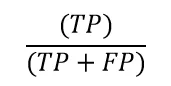 (TP)
(TP + FP)